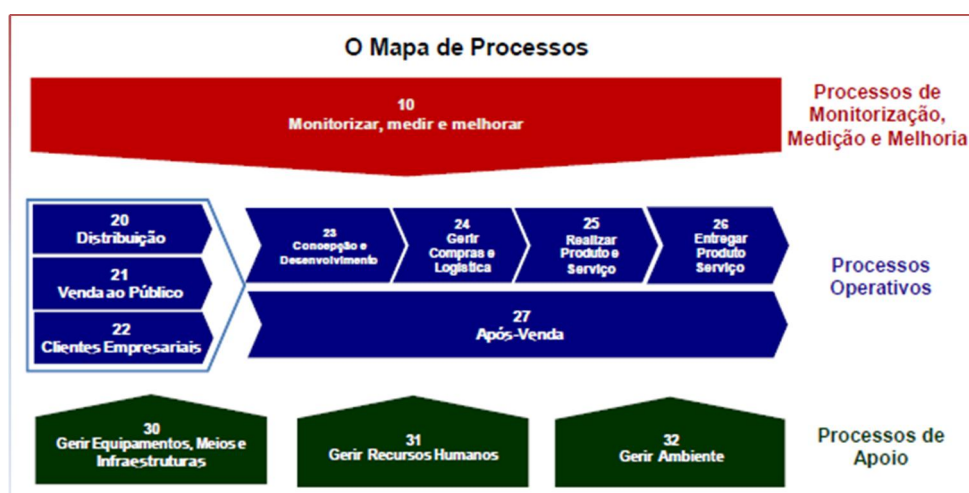 O Mapa de Processos
10
Monitorizar, medir e melhorar
Processos de
Monitorização,
Medição e Melhoria
20
Distribuição
21
Venda ao Público
22
Clientes Empresariais
23
Concepção e
Desenvolvimento
24
Gerir
Compras e
Logística
25
Realizar
Produto e
Serviço
26
Entregar
Produto
Serviço
27
Após-Venda
Processos
Operativos
30
Gerir Equipamentos, Meios e
Infraestruturas
31
Gerir Recursos Humanos
32
Gerir Ambiente
Processos de
Apoio